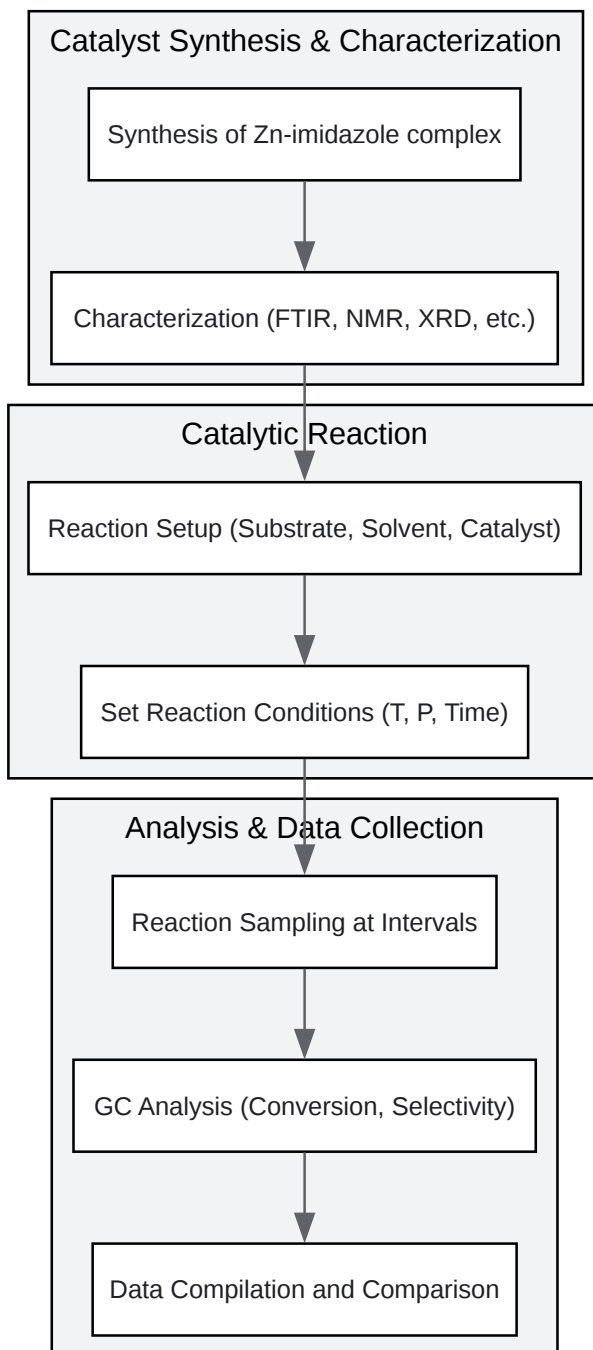 Catalyst Synthesis & Characterization
Synthesis of Zn-imidazole complex
Characterization (FTIR, NMR, XRD, etc.)
Catalytic Reaction
Reaction Setup (Substrate, Solvent, Catalyst)
Set Reaction Conditions (T, P, Time)
Analysis & Data Collection
Reaction Sampling at Intervals
GC Analysis (Conversion, Selectivity)
Data Compilation and Comparison